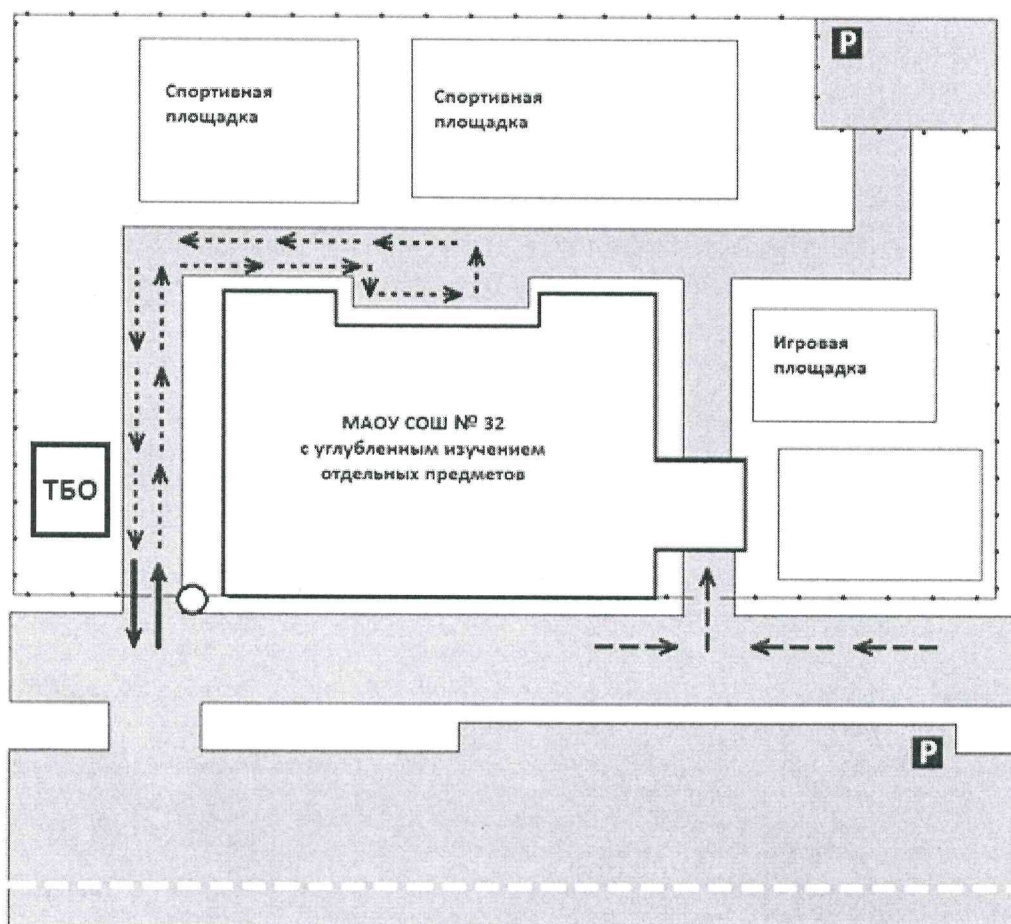 P
Спортивная
площадка
Спортивная
площадка
Игровая
площадка
МАОУ СОШ № 32
с углубленным изучением
отдельных предметов
ТБО
P